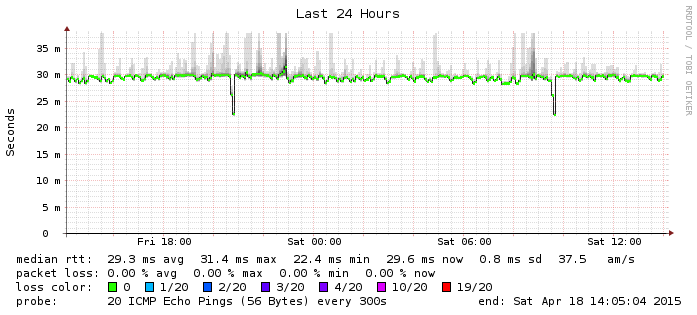 Last 24 Hours
RRDTOOL / TOBI OETIKER
Seconds
35 m
30 m
25 m
20 m
15 m
10 m
5 m
0
Fri 18:00 Sat 00:00 Sat 06:00 Sat 12:00
median rtt: 29.3 ms avg 31.4 ms max 22.4 ms min 29.6 ms now 0.8 ms sd 37.5 am/s
packet loss: 0.00 % avg 0.00 % max 0.00 % min 0.00 % now
loss color: 0 1/20 2/20 3/20 4/20 10/20 19/20
probe: 20 ICMP Echo Pings (56 Bytes) every 300s end: Sat Apr 18 14:05:04 2015